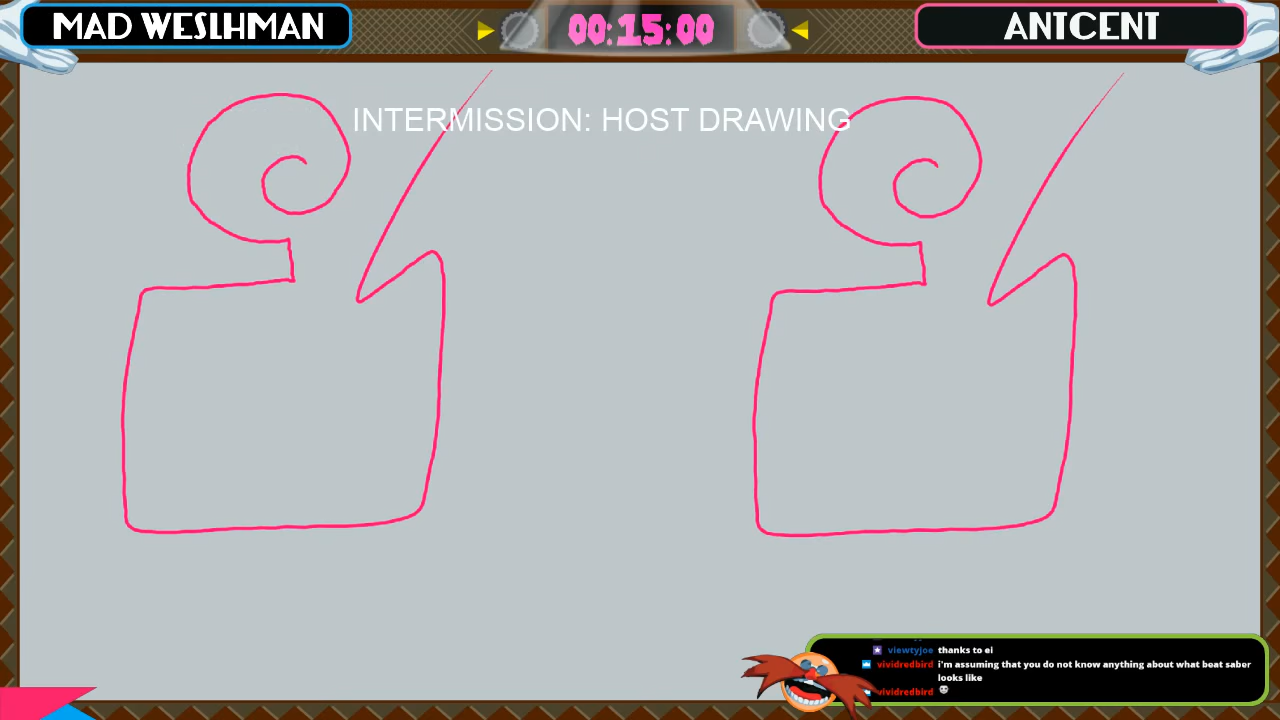 MAD WESLHMAN
00:15:00
ANTCENT
INTERMISSION: HOST DRAWING
viewtyjoe thanks to ei
vividredbird i'm assuming that you do not know anything about what beat saber
looks like
vividredbird